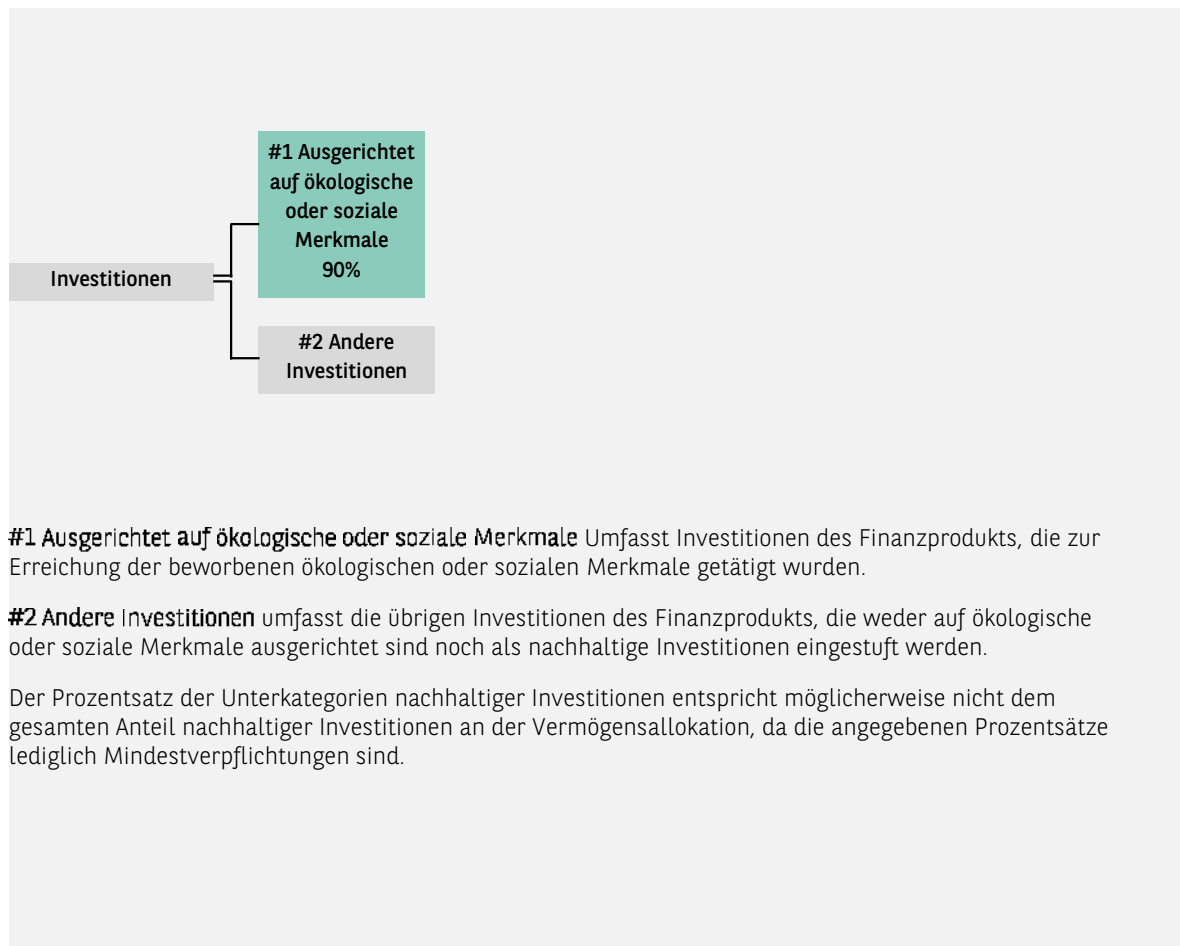 #1 Ausgerichtet
auf ökologische
oder soziale
Merkmale
90%
Investitionen
#2 Andere
Investitionen
#1 Ausgerichtet auf ökologische oder soziale Merkmale Umfasst Investitionen des Finanzprodukts, die zur
Erreichung der beworbenen ökologischen oder sozialen Merkmale getätigt wurden.
#2 Andere Investitionen umfasst die übrigen Investitionen des Finanzprodukts, die weder auf ökologische
oder soziale Merkmale ausgerichtet sind noch als nachhaltige Investitionen eingestuft werden.
Der Prozentsatz der Unterkategorien nachhaltiger Investitionen entspricht möglicherweise nicht dem
gesamten Anteil nachhaltiger Investitionen an der Vermögensallokation, da die angegebenen Prozentsätze
lediglich Mindestverpflichtungen sind.